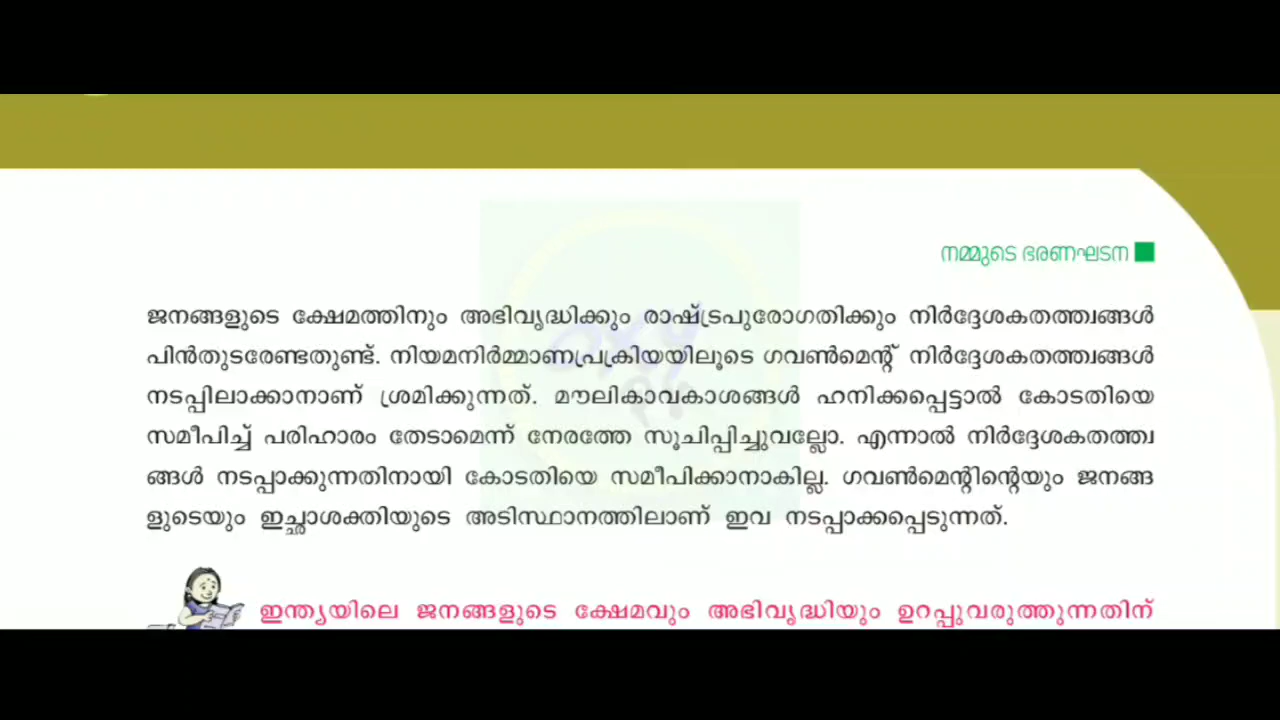 നമ്മുടെ ഭരണഘടന
ജനങ്ങളുടെ ക്ഷേമത്തിനും അഭിവൃദ്ധിക്കും രാഷ്ട്രപുരോഗതിക്കും നിർദ്ദേശകതത്ത്വങ്ങൾ
പിൻതുടരേണ്ടതുണ്ട്. നിയമനിർമ്മാണപ്രക്രിയയിലൂടെ ഗവൺമെന്റ് നിർദ്ദേശകതത്ത്വങ്ങൾ
നടപ്പിലാക്കാനാണ് ശ്രമിക്കുന്നത്. മൗലികാവകാശങ്ങൾ ഹനിക്കപ്പെട്ടാൽ കോടതിയെ
സമീപിച്ച് പരിഹാരം തേടാമെന്ന് നേരത്തേ സൂചിപ്പിച്ചുവല്ലോ. എന്നാൽ നിർദ്ദേശകതത്ത്വ
ങ്ങൾ നടപ്പാക്കുന്നതിനായി കോടതിയെ സമീപിക്കാനാകില്ല. ഗവൺമെന്റിന്റെയും ജനങ്ങ
ളുടെയും ഇച്ഛാശക്തിയുടെ അടിസ്ഥാനത്തിലാണ് ഇവ നടപ്പാക്കപ്പെടുന്നത്.
ഇന്ത്യയിലെ ജനങ്ങളുടെ ക്ഷേമവും അഭിവൃദ്ധിയും ഉറപ്പുവരുത്തുന്നതിന്